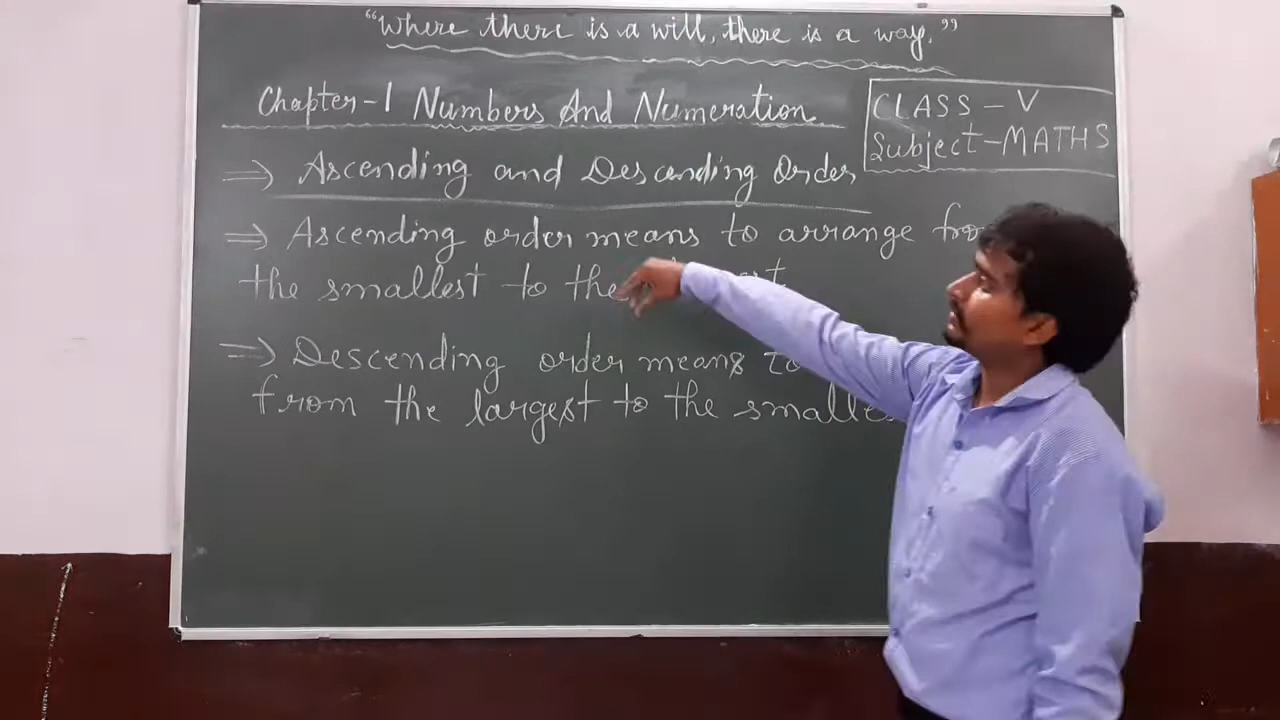 “Where there is a will, there is a way.”
Chapter-1 Numbers And Numeration
CLASS - V
Subject-MATHS
⇒ Ascending and Descending Order
⇒ Ascending order means to arrange
the smallest to the
⇒ Descending order means to
from the largest to the